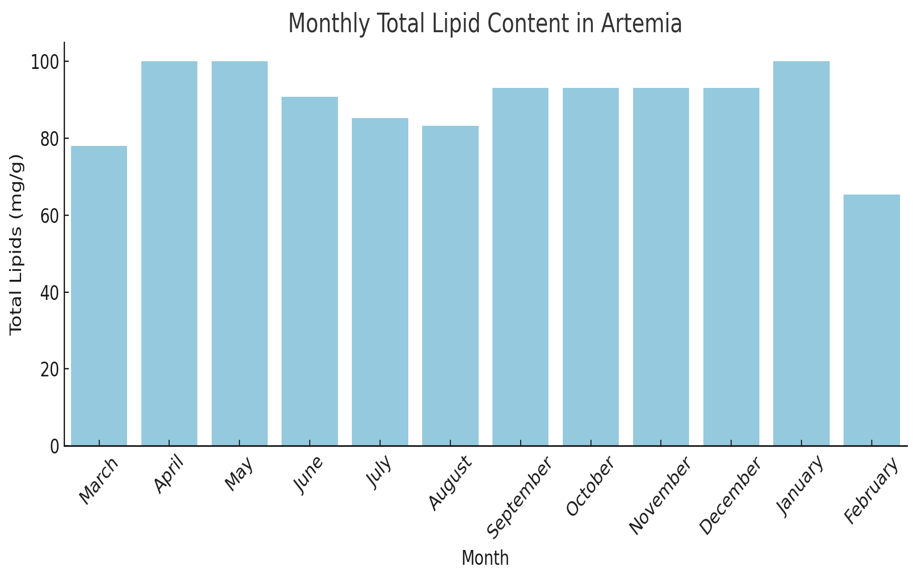 Monthly Total Lipid Content in Artemia
Total Lipids (mg/g)
100
80
60
40
20
0
March
April
May
June
July
August
September
October
November
December
January
February
Month